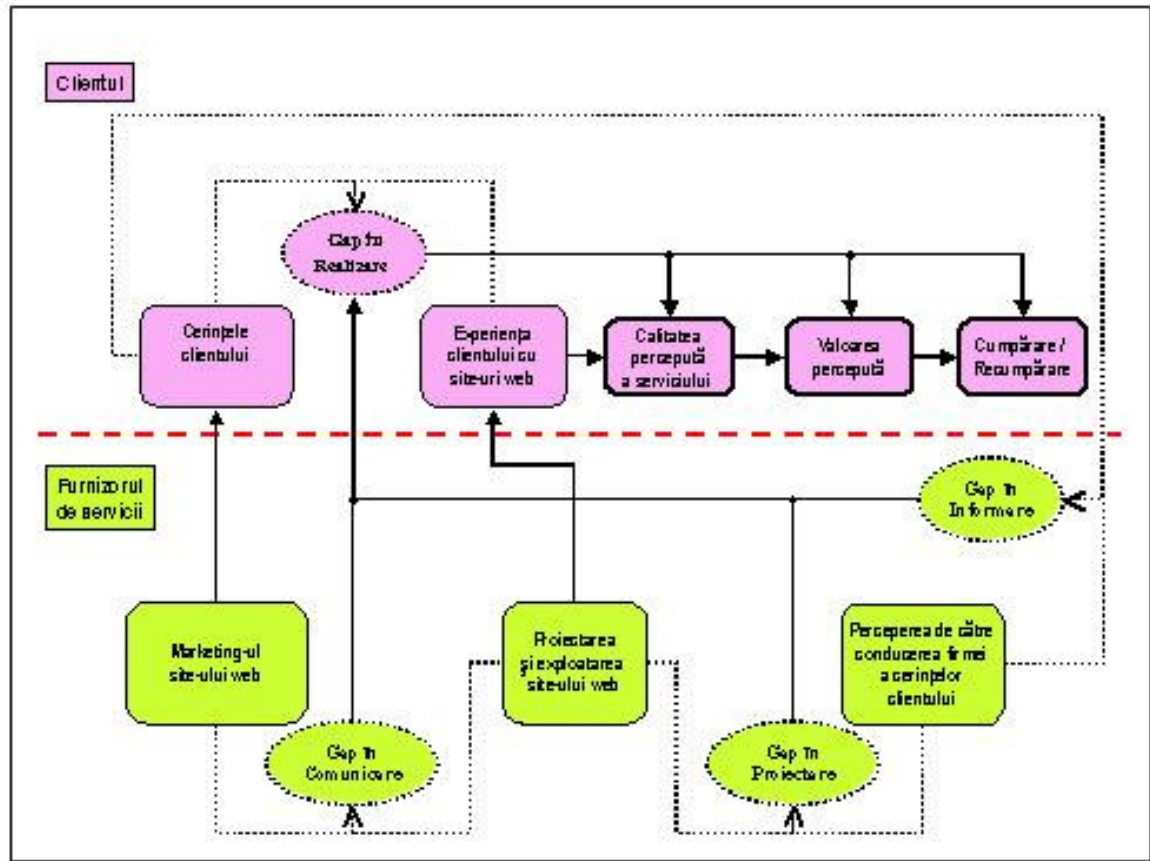 Clientul
Gap în
Realizare
Cerințele
clientului
Experiența
clientului cu
site-uri web
Calitatea
percepută
a serviciului
Valoarea
percepută
Cumpărare /
Recumpărare
Furnizorul
de servicii
Gap în
Informare
Marketing-ul
site-ului web
Proiectarea
și exploatarea
site-ului web
Perceperea de către
conducerea firmei
a cerințelor
clientului
Gap în
Comunicare
Gap în
Proiectare